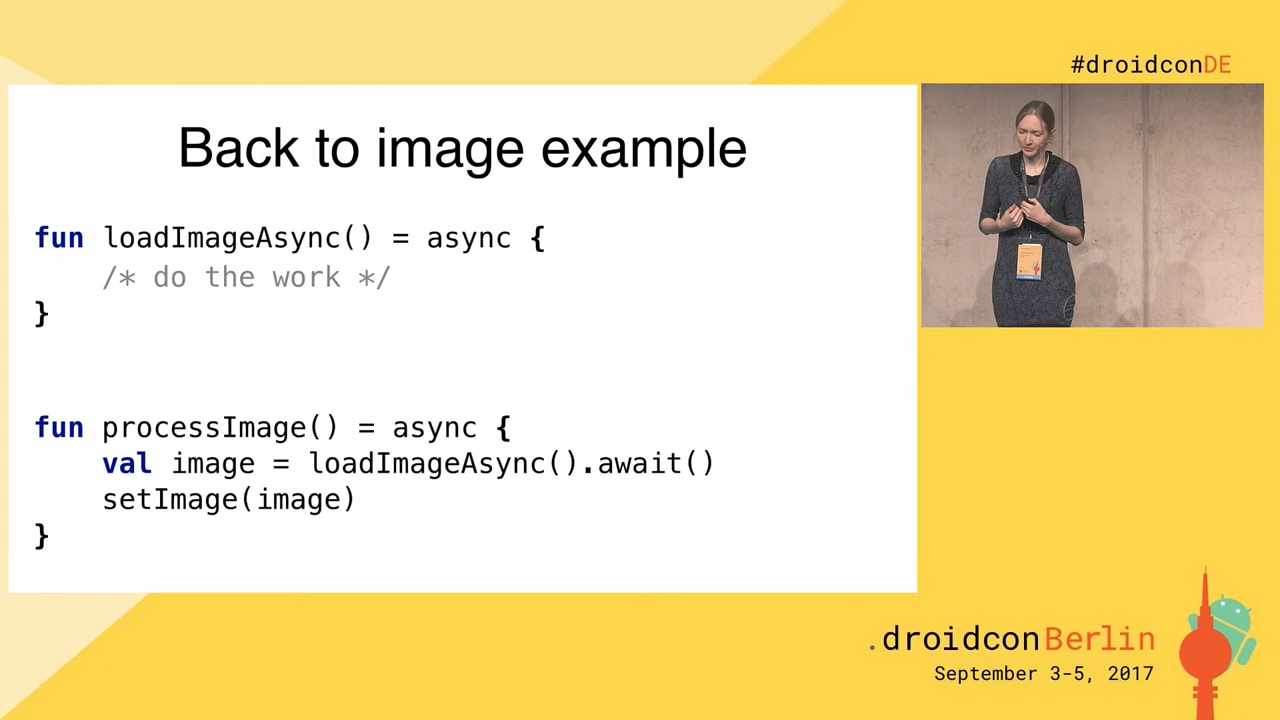 #droidconDE
Back to image example
fun loadImageAsync() = async {
/* do the work */
}
fun processImage() = async {
val image = loadImageAsync().await()
setImage(image)
}
.droidconBerlin
September 3-5, 2017